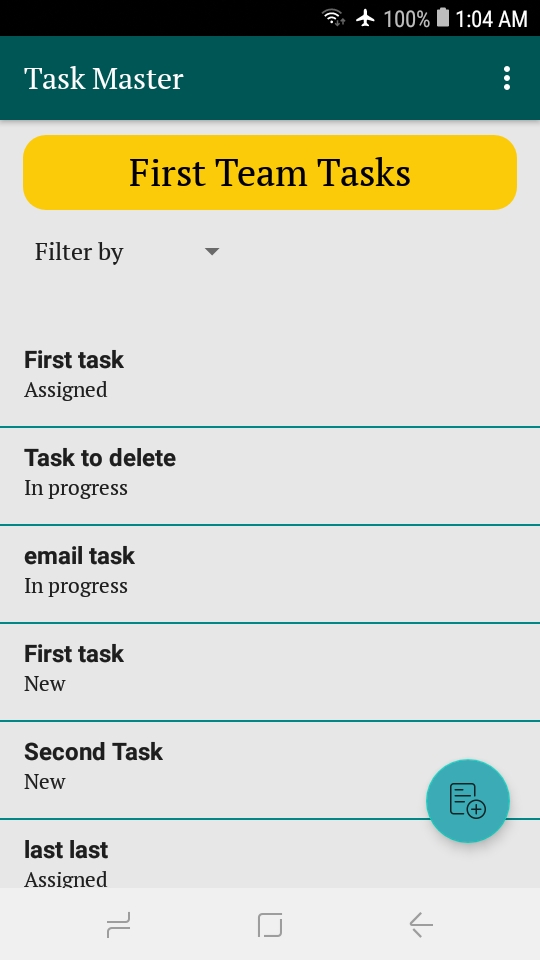 100% 1:04 AM
Task Master
First Team Tasks
Filter by
First task
Assigned
Task to delete
In progress
email task
In progress
First task
New
Second Task
New
last last
Assigned